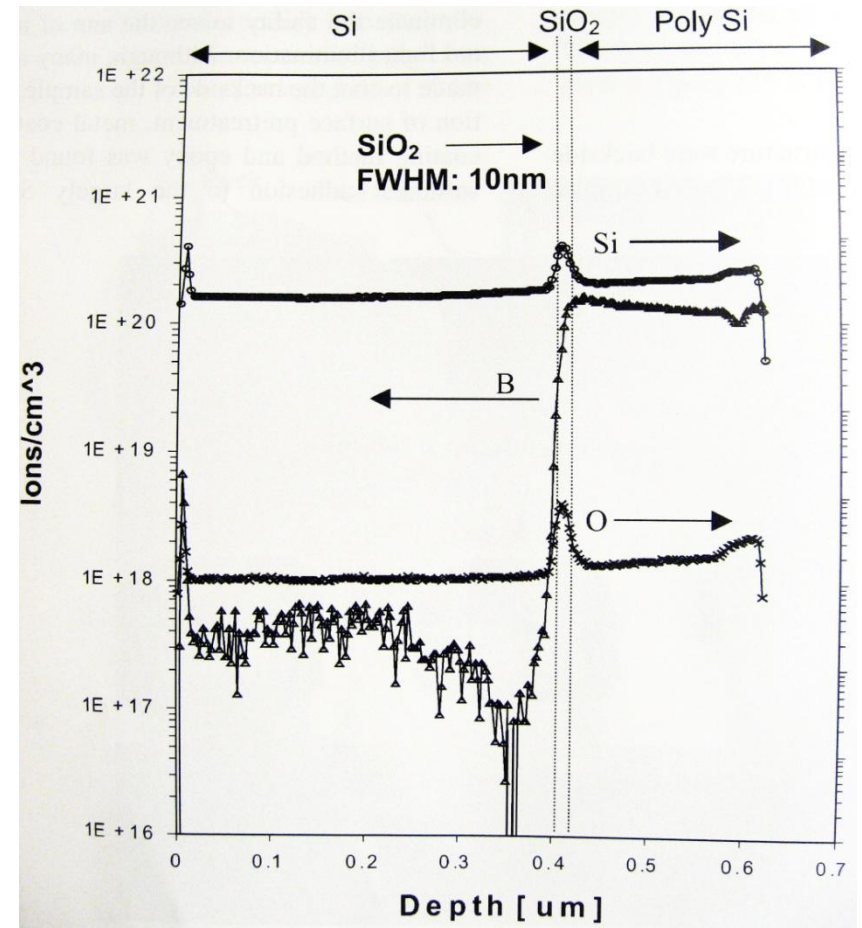 Si SiO₂ Poly Si
1E + 22
SiO₂
FWHM: 10nm
1E + 21
Si
1E + 20
B
1E + 19
O
1E + 18
1E + 17
1E + 16
Ions/cm^3
0 0.1 0.2 0.3 0.4 0.5 0.6 0.7
Depth [ um ]